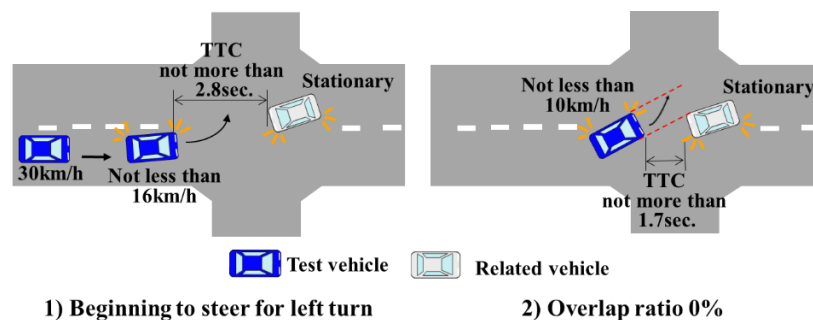 TTC
not more than
2.8sec.
Stationary
30km/h
Not less than
16km/h
Not less than
10km/h
Stationary
TTC
not more than
1.7sec.
Test vehicle
Related vehicle
1) Beginning to steer for left turn
2) Overlap ratio 0%